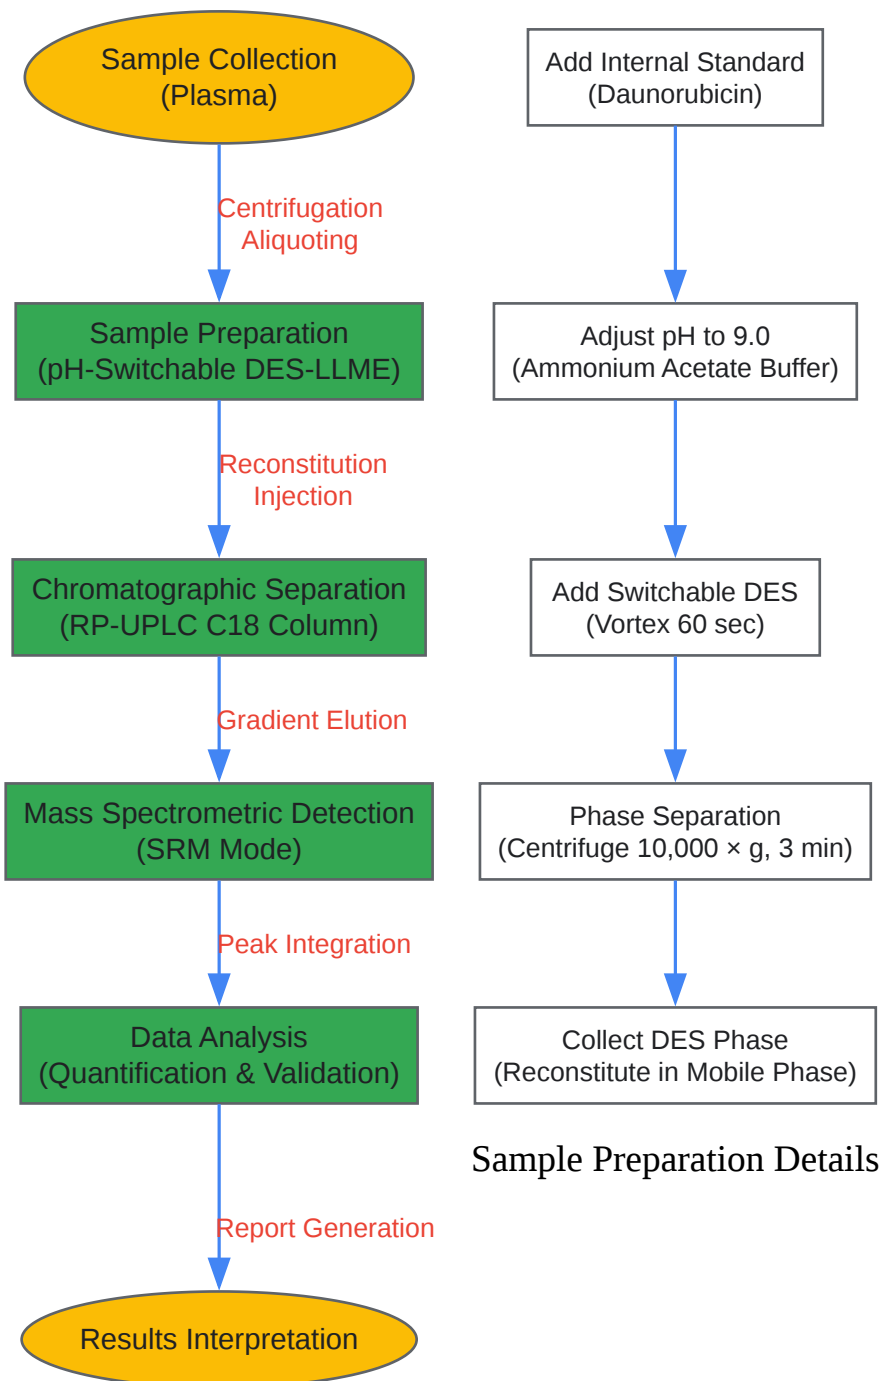 Sample Collection
(Plasma)
Centrifugation
Aliquoting
Sample Preparation
(pH-Switchable DES-LLME)
Reconstitution
Injection
Chromatographic Separation
(RP-UPLC C18 Column)
Gradient Elution
Mass Spectrometric Detection
(SRM Mode)
Peak Integration
Data Analysis
(Quantification & Validation)
Report Generation
Results Interpretation
Add Internal Standard
(Daunorubicin)
Adjust pH to 9.0
(Ammonium Acetate Buffer)
Add Switchable DES
(Vortex 60 sec)
Phase Separation
(Centrifuge 10,000 × g, 3 min)
Collect DES Phase
(Reconstitute in Mobile Phase)
Sample Preparation Details